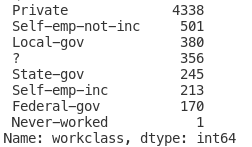 Private 4338
Self-emp-not-inc 501
Local-gov 380
? 356
State-gov 245
Self-emp-inc 213
Federal-gov 170
Never-worked 1
Name: workclass, dtype: int64